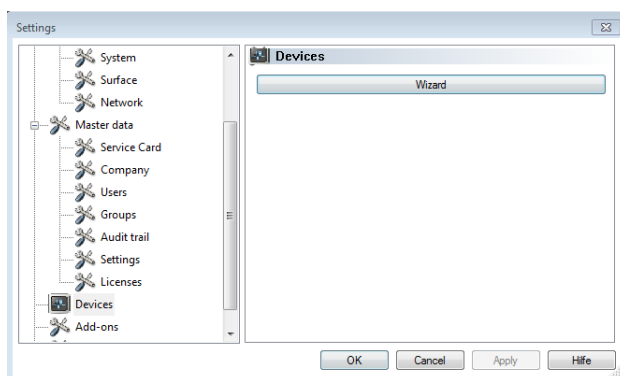 Settings
System
Surface
Network
Master data
Service Card
Company
Users
Groups
Audit trail
Settings
Licenses
Devices
Add-ons
Devices
Wizard
OK Cancel Apply Hilfe